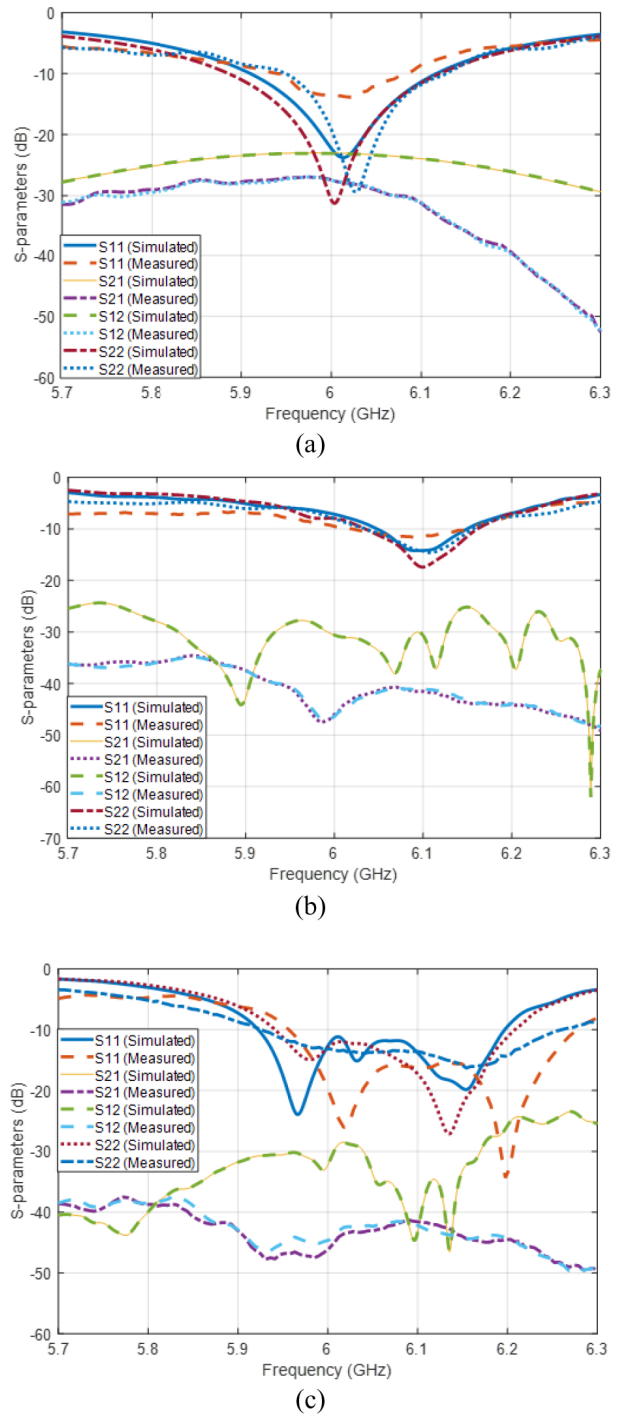 0
-10
-20
-30
-40
-50
-60
S-parameters (dB)
S11 (Simulated)
S11 (Measured)
S21 (Simulated)
S21 (Measured)
S12 (Simulated)
S12 (Measured)
S22 (Simulated)
S22 (Measured)
5.7 5.8 5.9 6 6.1 6.2 6.3
Frequency (GHz)
(a)
0
-10
-20
-30
-40
-50
-60
-70
S-parameters (dB)
S11 (Simulated)
S11 (Measured)
S21 (Simulated)
S21 (Measured)
S12 (Simulated)
S12 (Measured)
S22 (Simulated)
S22 (Measured)
5.7 5.8 5.9 6 6.1 6.2 6.3
Frequency (GHz)
(b)
0
-10
-20
-30
-40
-50
-60
S-parameters (dB)
S11 (Simulated)
S11 (Measured)
S21 (Simulated)
S21 (Measured)
S12 (Simulated)
S12 (Measured)
S22 (Simulated)
S22 (Measured)
5.7 5.8 5.9 6 6.1 6.2 6.3
Frequency (GHz)
(c)